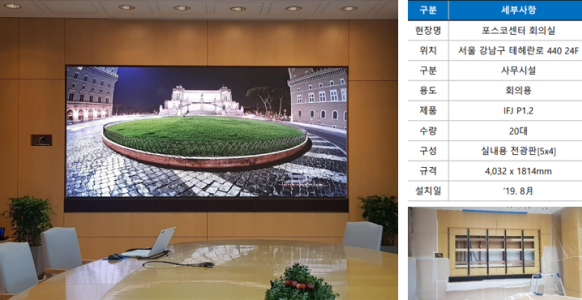 구분 세부사항
현장명 포스코센터 회의실
위치 서울 강남구 테헤란로 440 24F
구분 사무시설
용도 회의용
제품 IFJ P1.2
수량 20대
구성 실내용 전광판[5x4]
규격 4,032 x 1814mm
설치일 '19. 8월